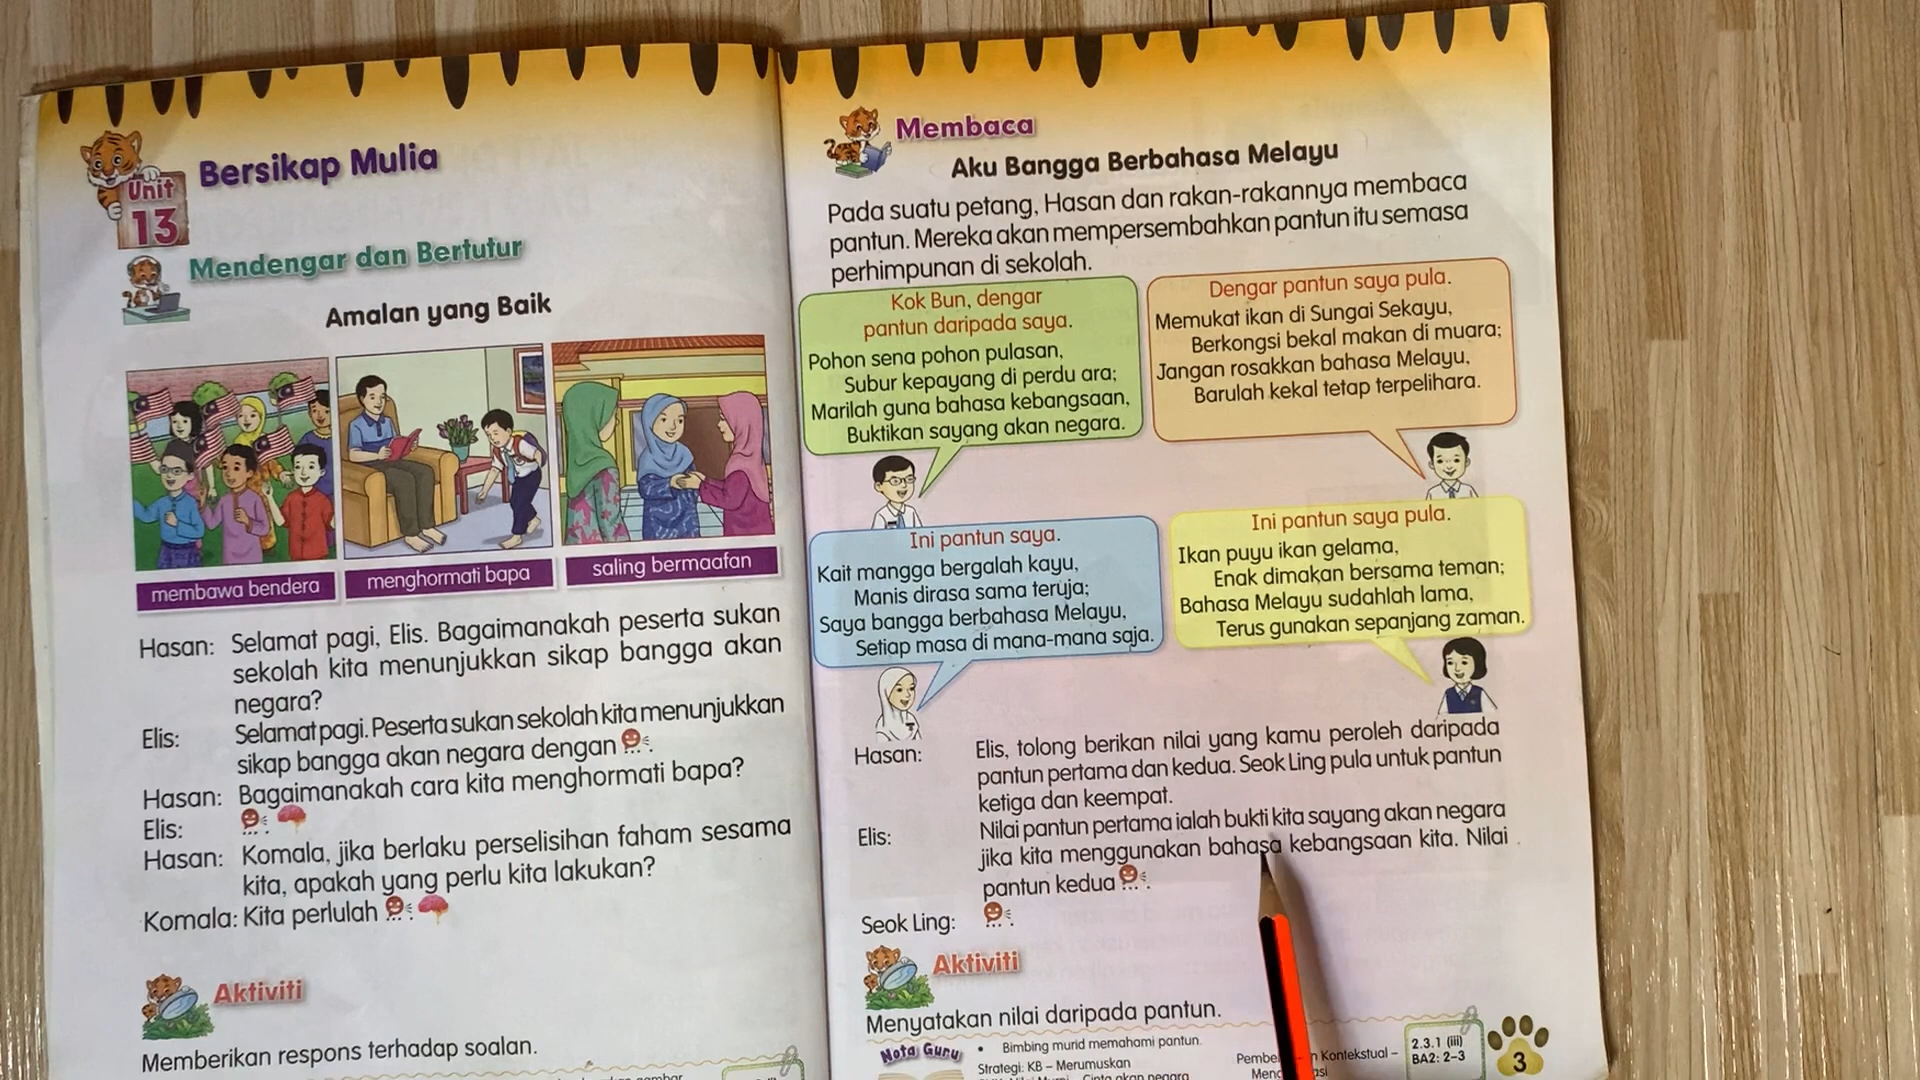 Unit
13
Bersikap Mulia
Mendengar dan Bertutur
Amalan yang Baik
membawa bendera
menghormati bapa
saling bermaafan
Hasan: Selamat pagi, Elis. Bagaimanakah peserta sukan
sekolah kita menunjukkan sikap bangga akan
negara?
Elis: Selamat pagi. Peserta sukan sekolah kita menunjukkan
sikap bangga akan negara dengan ... .
Hasan: Bagaimanakah cara kita menghormati bapa?
Elis: ... .
Hasan: Komala, jika berlaku perselisihan faham sesama
kita, apakah yang perlu kita lakukan?
Komala: Kita perlulah ... .
Aktiviti
Memberikan respons terhadap soalan.
gambar
Membaca
Aku Bangga Berbahasa Melayu
Pada suatu petang, Hasan dan rakan-rakannya membaca
pantun. Mereka akan mempersembahkan pantun itu semasa
perhimpunan di sekolah.
Kok Bun, dengar
pantun daripada saya.
Pohon sena pohon pulasan,
Subur kepayang di perdu ara;
Marilah guna bahasa kebangsaan,
Buktikan sayang akan negara.
Dengar pantun saya pula.
Memukat ikan di Sungai Sekayu,
Berkongsi bekal makan di muara;
Jangan rosakkan bahasa Melayu,
Barulah kekal tetap terpelihara.
Ini pantun saya.
Kait mangga bergalah kayu,
Manis dirasa sama teruja;
Saya bangga berbahasa Melayu,
Setiap masa di mana-mana saja.
Ini pantun saya pula.
Ikan puyu ikan gelama,
Enak dimakan bersama teman;
Bahasa Melayu sudahlah lama,
Terus gunakan sepanjang zaman.
Hasan: Elis, tolong berikan nilai yang kamu peroleh daripada
pantun pertama dan kedua. Seok Ling pula untuk pantun
ketiga dan keempat.
Elis: Nilai pantun pertama ialah bukti kita sayang akan negara
jika kita menggunakan bahasa kebangsaan kita. Nilai
pantun kedua ... .
Seok Ling: ... .
Aktiviti
Menyatakan nilai daripada pantun.
Nota Guru
• Bimbing murid memahami pantun.
Strategi: KB – Merumuskan
Cinta akan negara
Kontekstual –
2.3.1 (iii)
BA2: 2–3
3